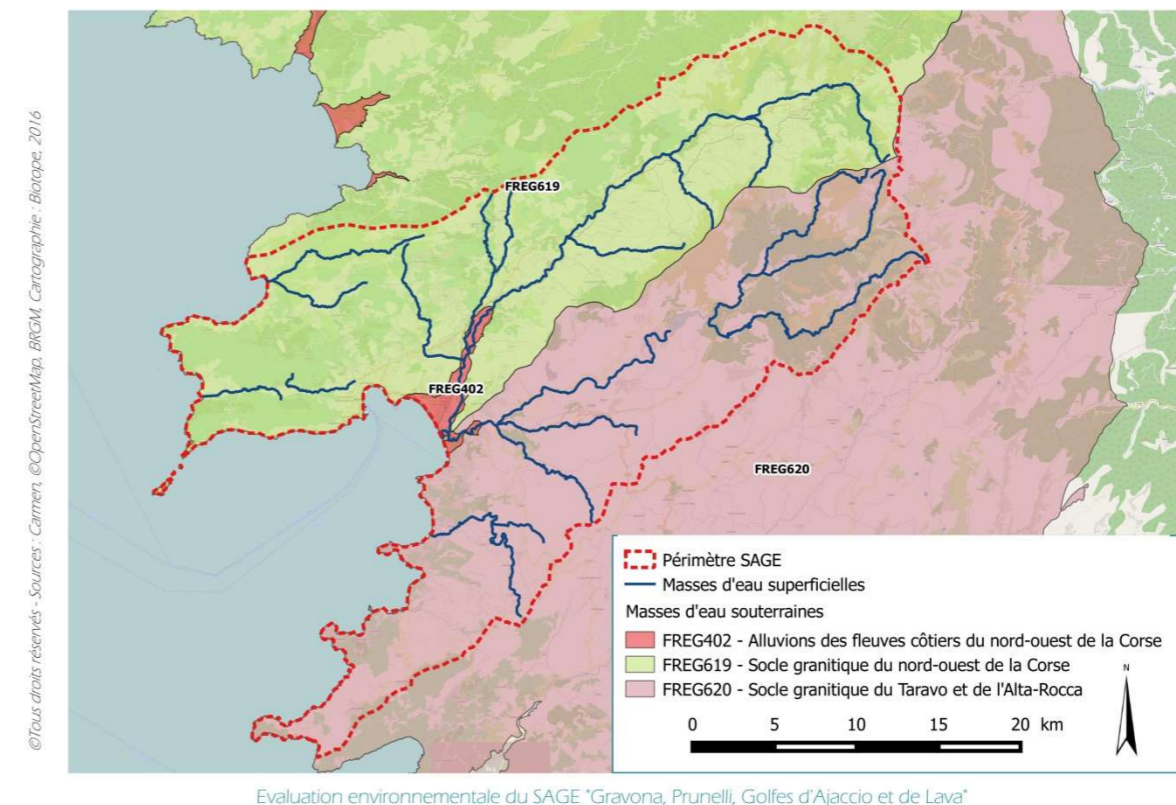 ©Tous droits réservés - Sources : Carmen, ©OpenStreetMap, BRGM, Cartographie : Biotope, 2016
FREG619
FREG402
FREG620
Périmètre SAGE
Masses d'eau superficielles
Masses d'eau souterraines
FREG402 - Alluvions des fleuves côtiers du nord-ouest de la Corse
FREG619 - Socle granitique du nord-ouest de la Corse
FREG620 - Socle granitique du Taravo et de l'Alta-Rocca
N
0 5 10 15 20 km
Evaluation environnementale du SAGE "Gravona, Prunelli, Golfes d'Ajaccio et de Lava"